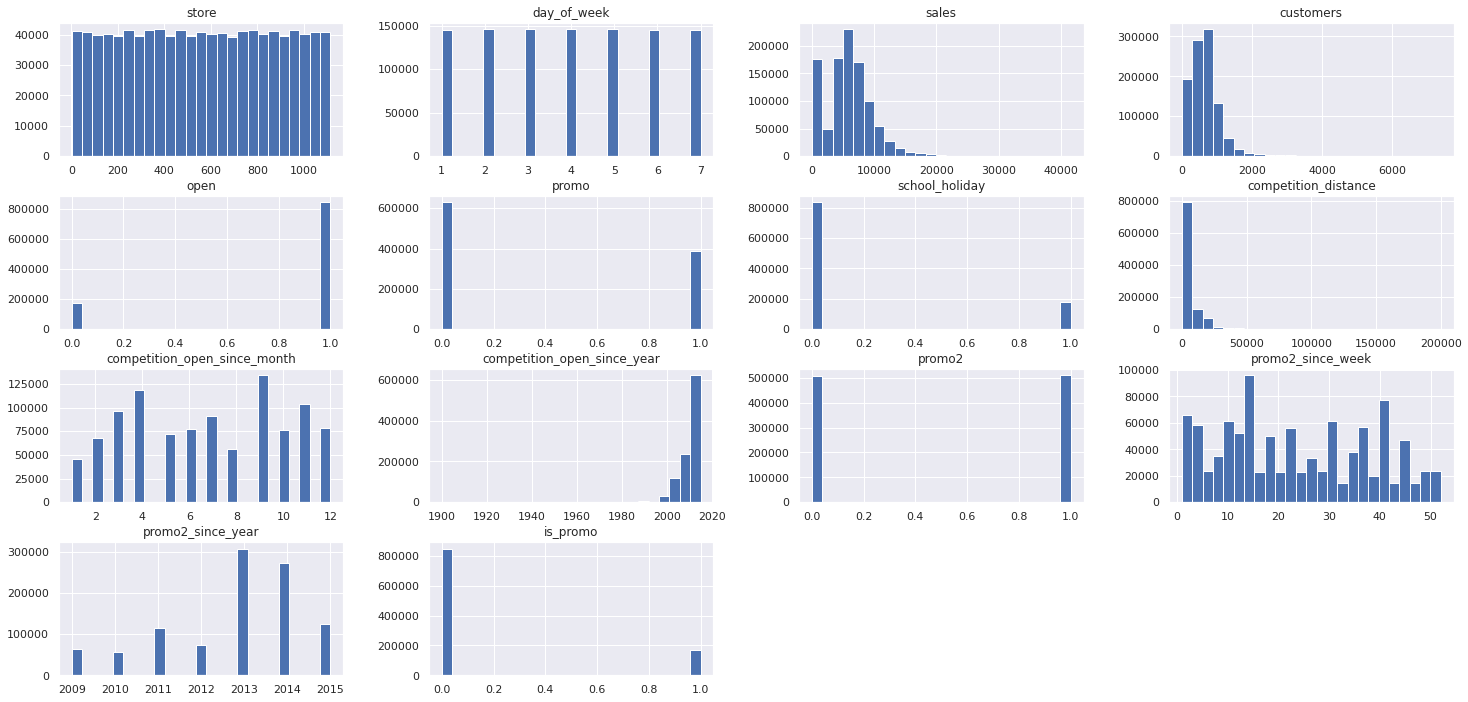 store day_of_week sales customers
40000 30000 20000 10000 0
0 200 400 600 800 1000
150000 100000 50000 0
1 2 3 4 5 6 7
200000 150000 100000 50000 0
0 10000 20000 30000 40000
300000 200000 100000 0
0 2000 4000 6000
open promo school_holiday competition_distance
800000 600000 400000 200000 0
0.0 0.2 0.4 0.6 0.8 1.0
600000 400000 200000 0
0.0 0.2 0.4 0.6 0.8 1.0
800000 600000 400000 200000 0
0.0 0.2 0.4 0.6 0.8 1.0
800000 600000 400000 200000 0
0 50000 100000 150000 200000
competition_open_since_month competition_open_since_year promo2 promo2_since_week
125000 100000 75000 50000 25000 0
2 4 6 8 10 12
600000 400000 200000 0
1900 1920 1940 1960 1980 2000 2020
500000 400000 300000 200000 100000 0
0.0 0.2 0.4 0.6 0.8 1.0
100000 80000 60000 40000 20000 0
0 10 20 30 40 50
promo2_since_year is_promo
300000 200000 100000 0
2009 2010 2011 2012 2013 2014 2015
800000 600000 400000 200000 0
0.0 0.2 0.4 0.6 0.8 1.0